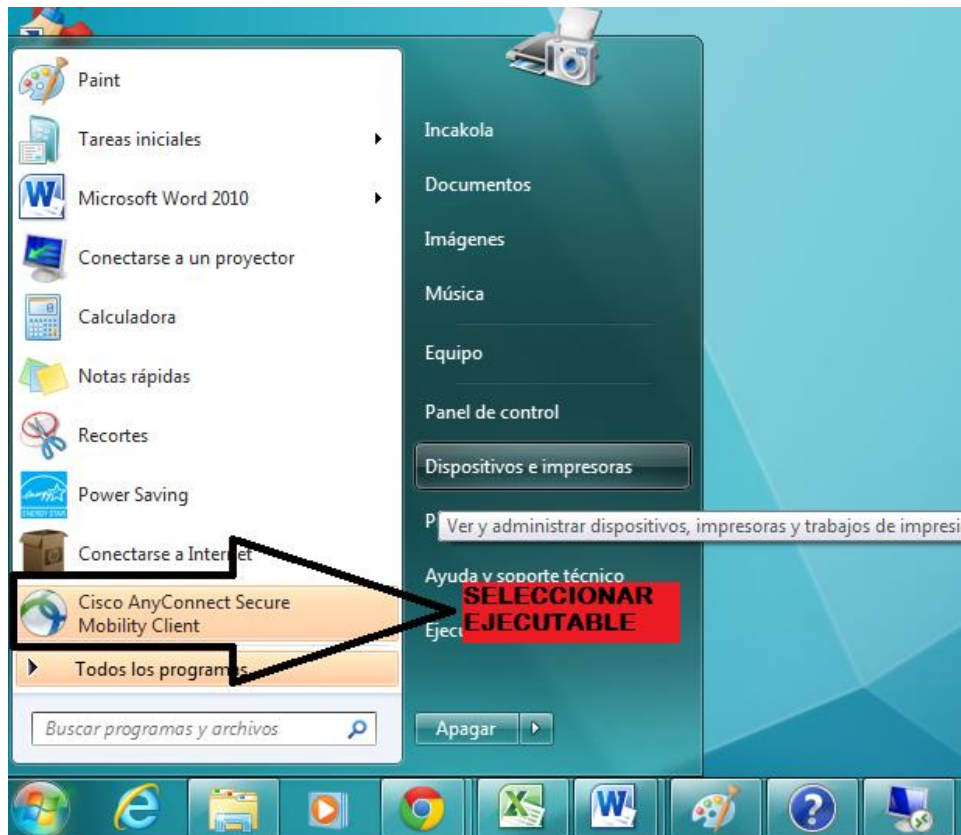 Paint
Tareas iniciales
Microsoft Word 2010
Conectarse a un proyector
Calculadora
Notas rápidas
Recortes
Power Saving
Conectarse a Internet
Cisco AnyConnect Secure
Mobility Client
Todos los programas
Buscar programas y archivos
Incakola
Documentos
Imágenes
Música
Equipo
Panel de control
Dispositivos e impresoras
Ver y administrar dispositivos, impresoras y trabajos de impresi
Ayuda y soporte técnico
SELECCIONAR
EJECUTABLE
Apagar